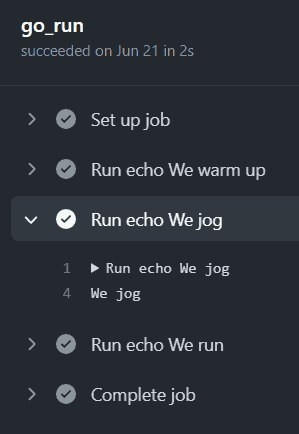 go_run
succeeded on Jun 21 in 2s
Set up job
Run echo We warm up
Run echo We jog
1 ▶ Run echo We jog
4 We jog
Run echo We run
Complete job